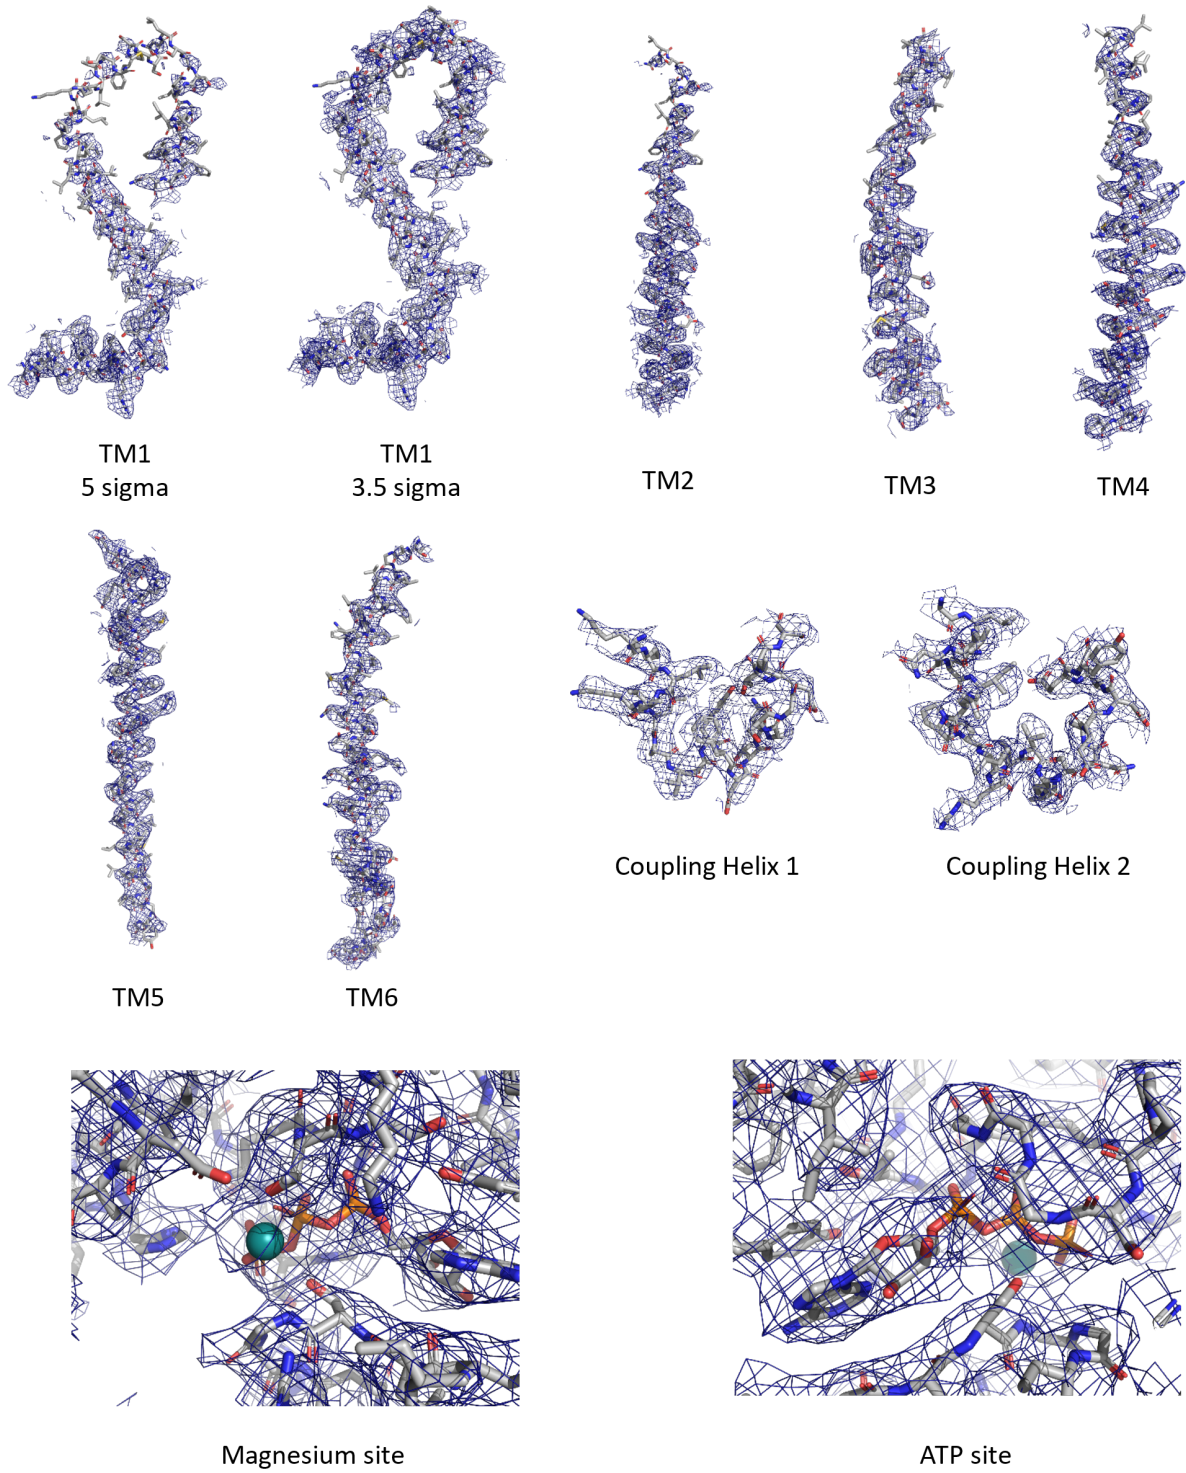 TM1
5 sigma
TM1
3.5 sigma
TM2
TM3
TM4
TM5
TM6
Coupling Helix 1
Coupling Helix 2
Magnesium site
ATP site